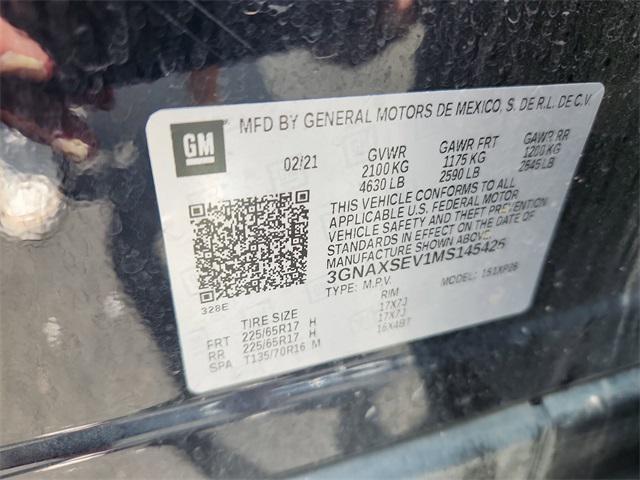 GM
MFD BY GENERAL MOTORS DE MEXICO, S. DE R.L. DE C.V.
02/21 GVWR GAWR FRT GAWR RR
2100 KG 1175 KG 1200 KG
4630 LB 2590 LB 2645 LB
THIS VEHICLE CONFORMS TO ALL
APPLICABLE U.S. FEDERAL MOTOR
VEHICLE SAFETY AND THEFT PREVENTION
STANDARDS IN EFFECT ON THE DATE OF
MANUFACTURE SHOWN ABOVE.
3GNAXSEV1MS145425
TYPE: M.P.V. MODEL: 1S1XP26
328E
TIRE SIZE RIM
FRT 225/65R17 H 17X7J
RR 225/65R17 H 17X7J
SPA T135/70R16 M 16X4BT